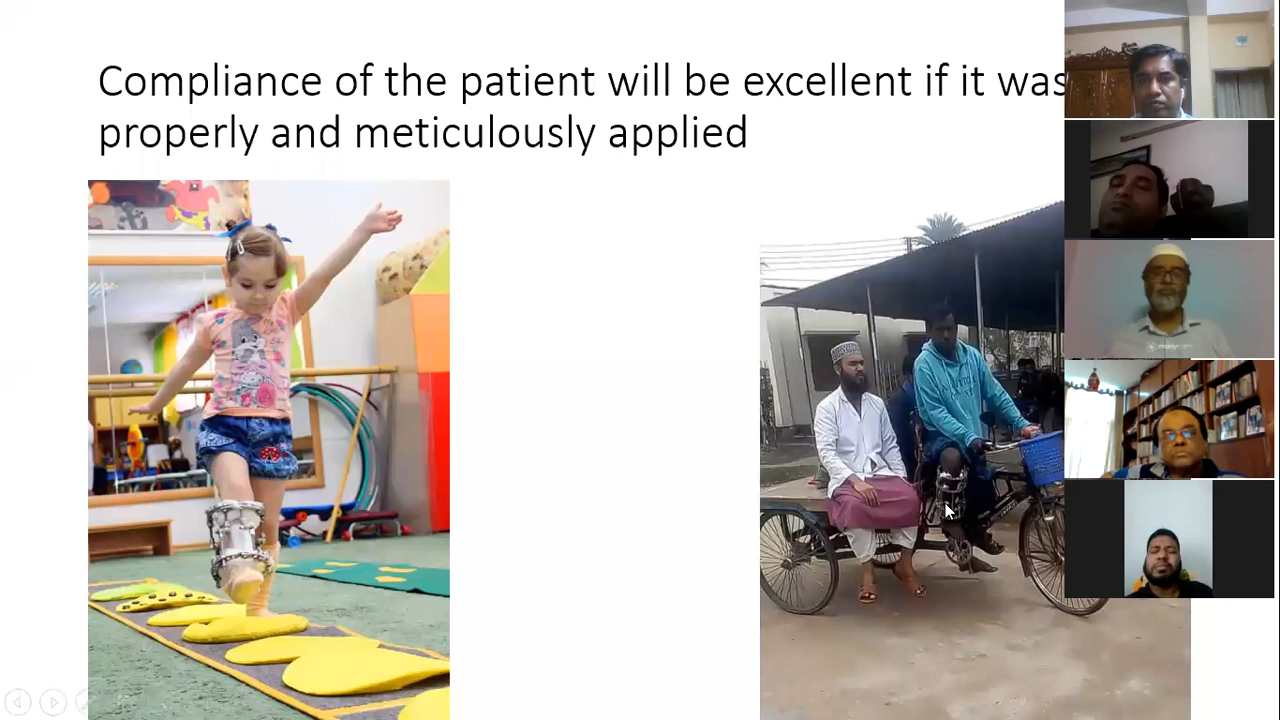 Compliance of the patient will be excellent if it was
properly and meticulously applied